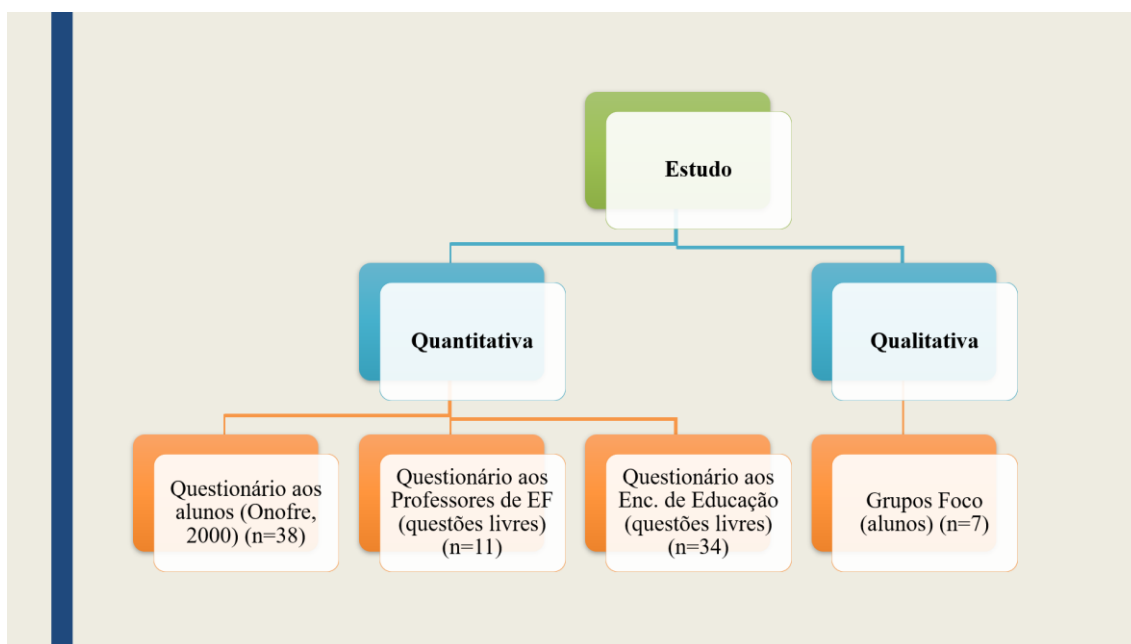 Estudo
Quantitativa
Qualitativa
Questionário aos
alunos (Onofre,
2000) (n=38)
Questionário aos
Professores de EF
(questões livres)
(n=11)
Questionário aos
Enc. de Educação
(questões livres)
(n=34)
Grupos Foco
(alunos) (n=7)